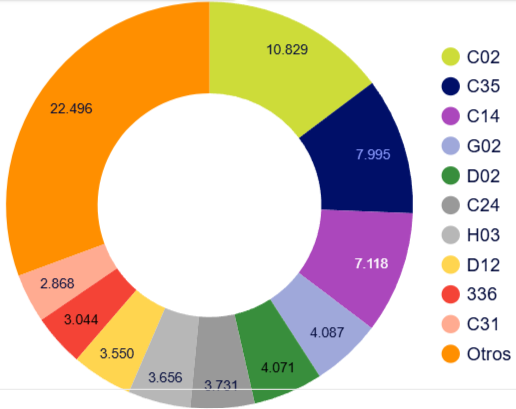 10.829
7.995
7.118
4.087
4.071
3.731
3.656
3.550
3.044
2.868
22.496
C02
C35
C14
G02
D02
C24
H03
D12
336
C31
Otros